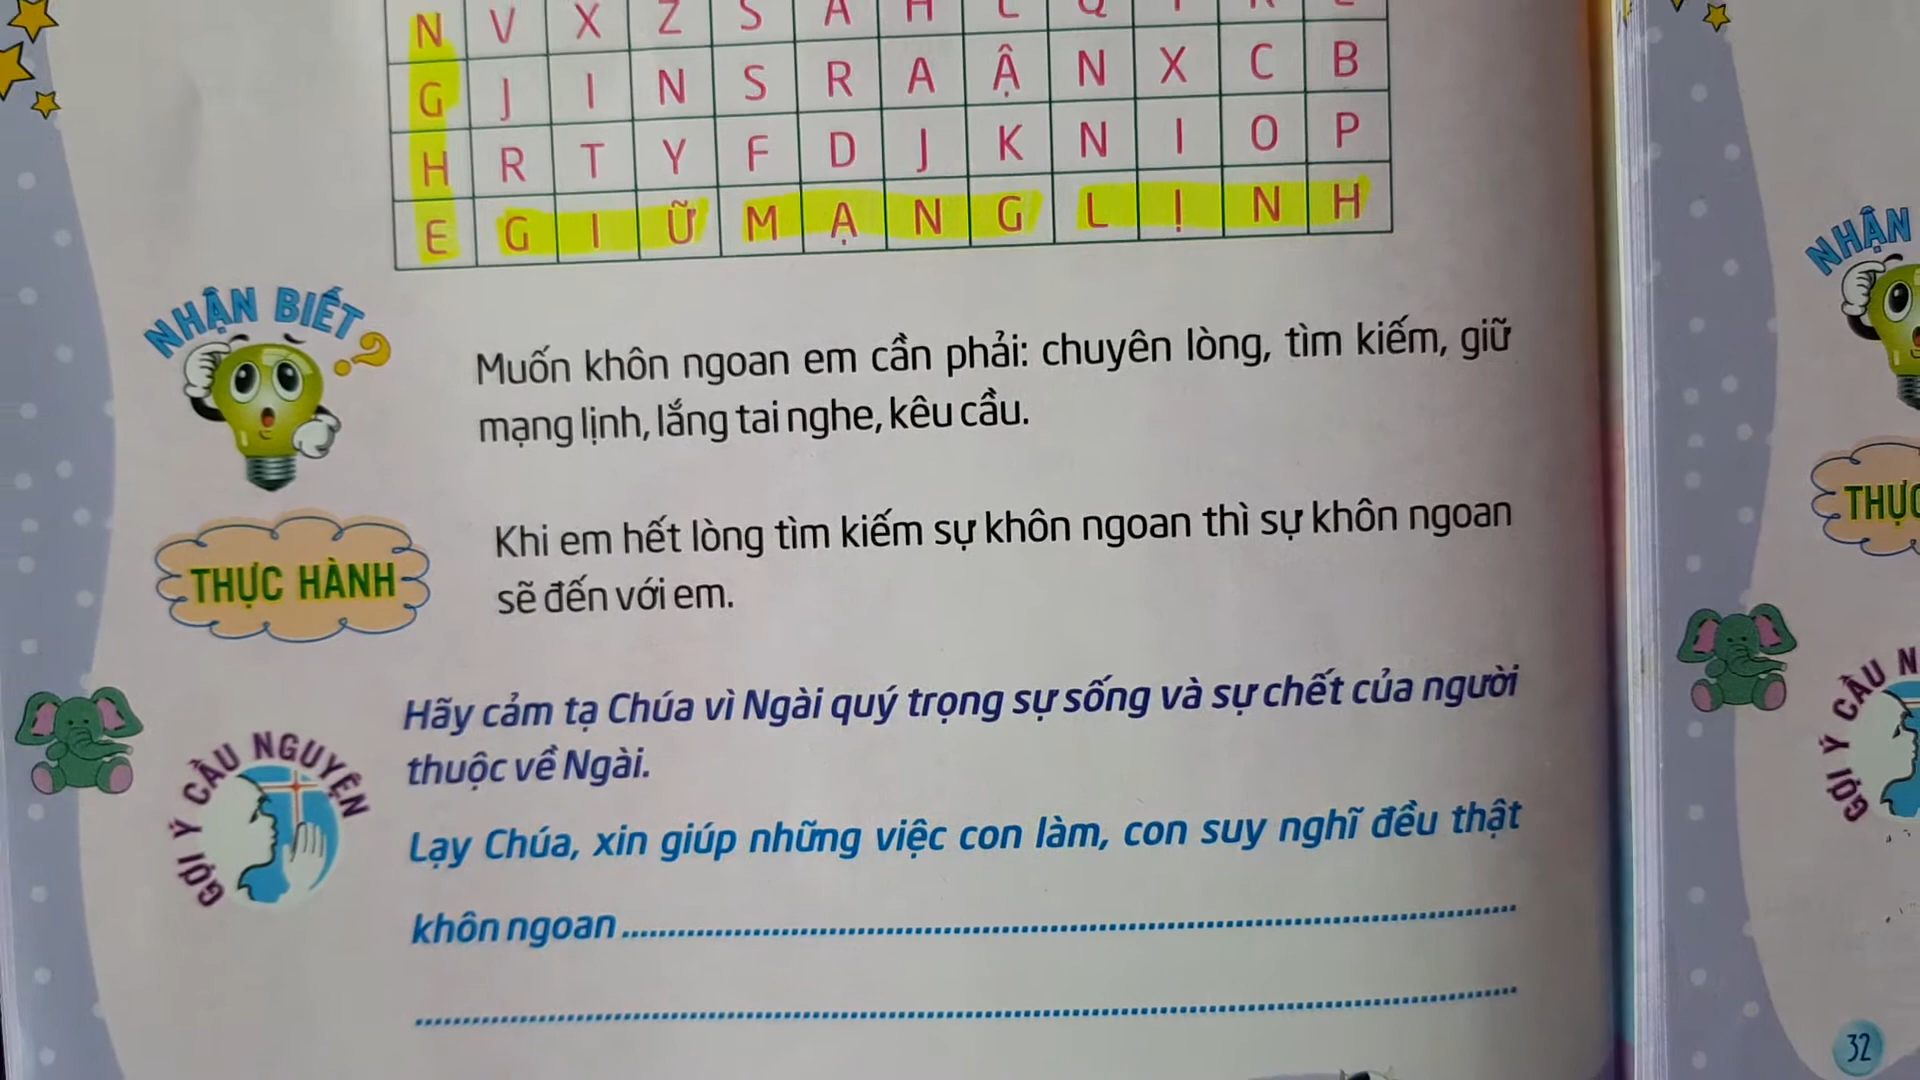 N V X Z S A H L Q
G J I N S R A Ậ N X C B
H R T Y F D J K N I O P
E G I Ữ M Ạ N G L Ị N H
NHẬN BIẾT ?
Muốn khôn ngoan em cần phải: chuyên lòng, tìm kiếm, giữ
mạng lịnh, lắng tai nghe, kêu cầu.
THỰC HÀNH
Khi em hết lòng tìm kiếm sự khôn ngoan thì sự khôn ngoan
sẽ đến với em.
GỢI Ý CẦU NGUYỆN
Hãy cảm tạ Chúa vì Ngài quý trọng sự sống và sự chết của người
thuộc về Ngài.
Lạy Chúa, xin giúp những việc con làm, con suy nghĩ đều thật
khôn ngoan
NHẬN
THỰC
GỢI Ý CẦU N
32